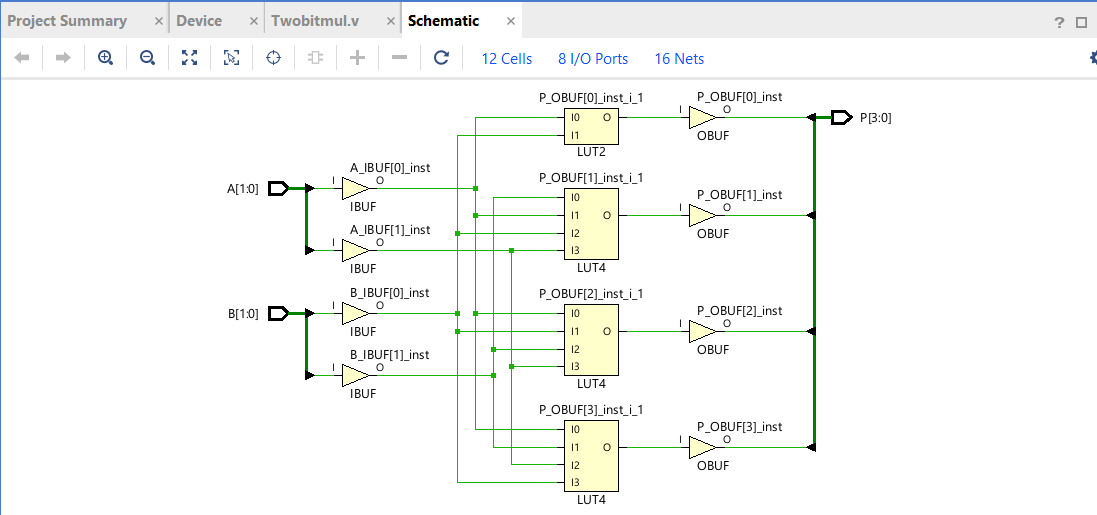 Project Summary × Device × Twobitmul.v × Schematic × ?
12 Cells 8 I/O Ports 16 Nets
P_OBUF[0]_inst_i_1 P_OBUF[0]_inst
I0 O I O P[3:0]
I1
LUT2 OBUF
A_IBUF[0]_inst P_OBUF[1]_inst_i_1
A[1:0] I O
IBUF
P_OBUF[1]_inst
I0
I1 O I O
I2
I3
LUT4 OBUF
A_IBUF[1]_inst
I O
IBUF
B_IBUF[0]_inst P_OBUF[2]_inst_i_1
B[1:0] I O
IBUF
P_OBUF[2]_inst
I0
I1 O I O
I2
I3
LUT4 OBUF
B_IBUF[1]_inst
I O
IBUF
P_OBUF[3]_inst_i_1 P_OBUF[3]_inst
I0
I1 O I O
I2
I3
LUT4 OBUF